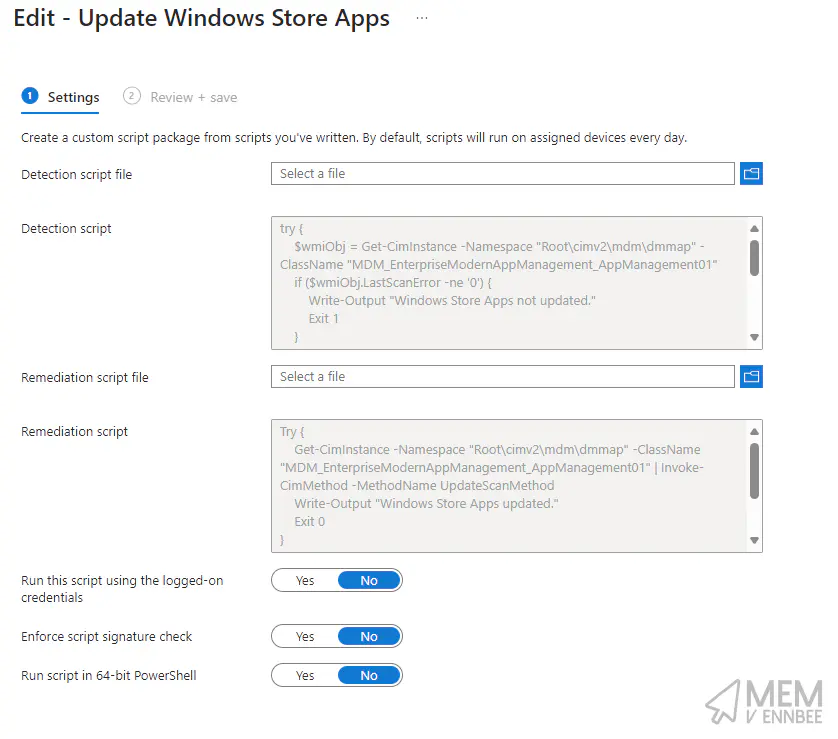 Edit - Update Windows Store Apps ...
1 Settings 2 Review + save
Create a custom script package from scripts you've written. By default, scripts will run on assigned devices every day.
Detection script file Select a file
Detection script
try {
$wmiObj = Get-CimInstance -Namespace "Root\cimv2\mdm\dmmap" -
ClassName "MDM_EnterpriseModernAppManagement_AppManagement01"
if ($wmiObj.LastScanError -ne '0') {
Write-Output "Windows Store Apps not updated."
Exit 1
}
Remediation script file Select a file
Remediation script
Try {
Get-CimInstance -Namespace "Root\cimv2\mdm\dmmap" -ClassName
"MDM_EnterpriseModernAppManagement_AppManagement01" | Invoke-
CimMethod -MethodName UpdateScanMethod
Write-Output "Windows Store Apps updated."
Exit 0
}
Run this script using the logged-on
credentials
Yes No
Enforce script signature check Yes No
Run script in 64-bit PowerShell Yes No
MEM
V ENNBEE